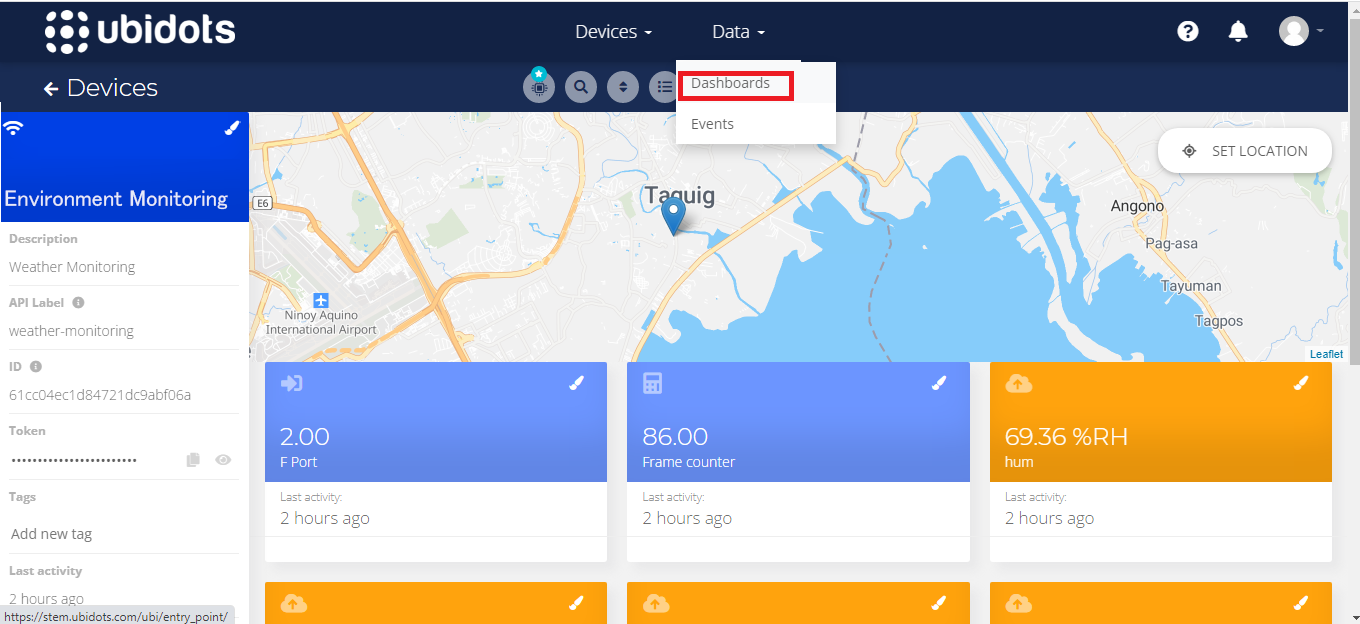 ubidots
Devices
Data
Devices
Dashboards
Events
Environment Monitoring
Description
Weather Monitoring
API Label
weather-monitoring
ID
61cc04ec1d84721dc9abf06a
Token
••••••••••••••••••••••••
Tags
Add new tag
Last activity
2 hours ago
https://stem.ubidots.com/ubi/entry_point/
SET LOCATION
E6
Taguig
Angono
Pag-asa
Tayuman
Tagpos
Ninoy Aquino
International Airport
Leaflet
2.00
F Port
Last activity:
2 hours ago
86.00
Frame counter
Last activity:
2 hours ago
69.36 %RH
hum
Last activity:
2 hours ago